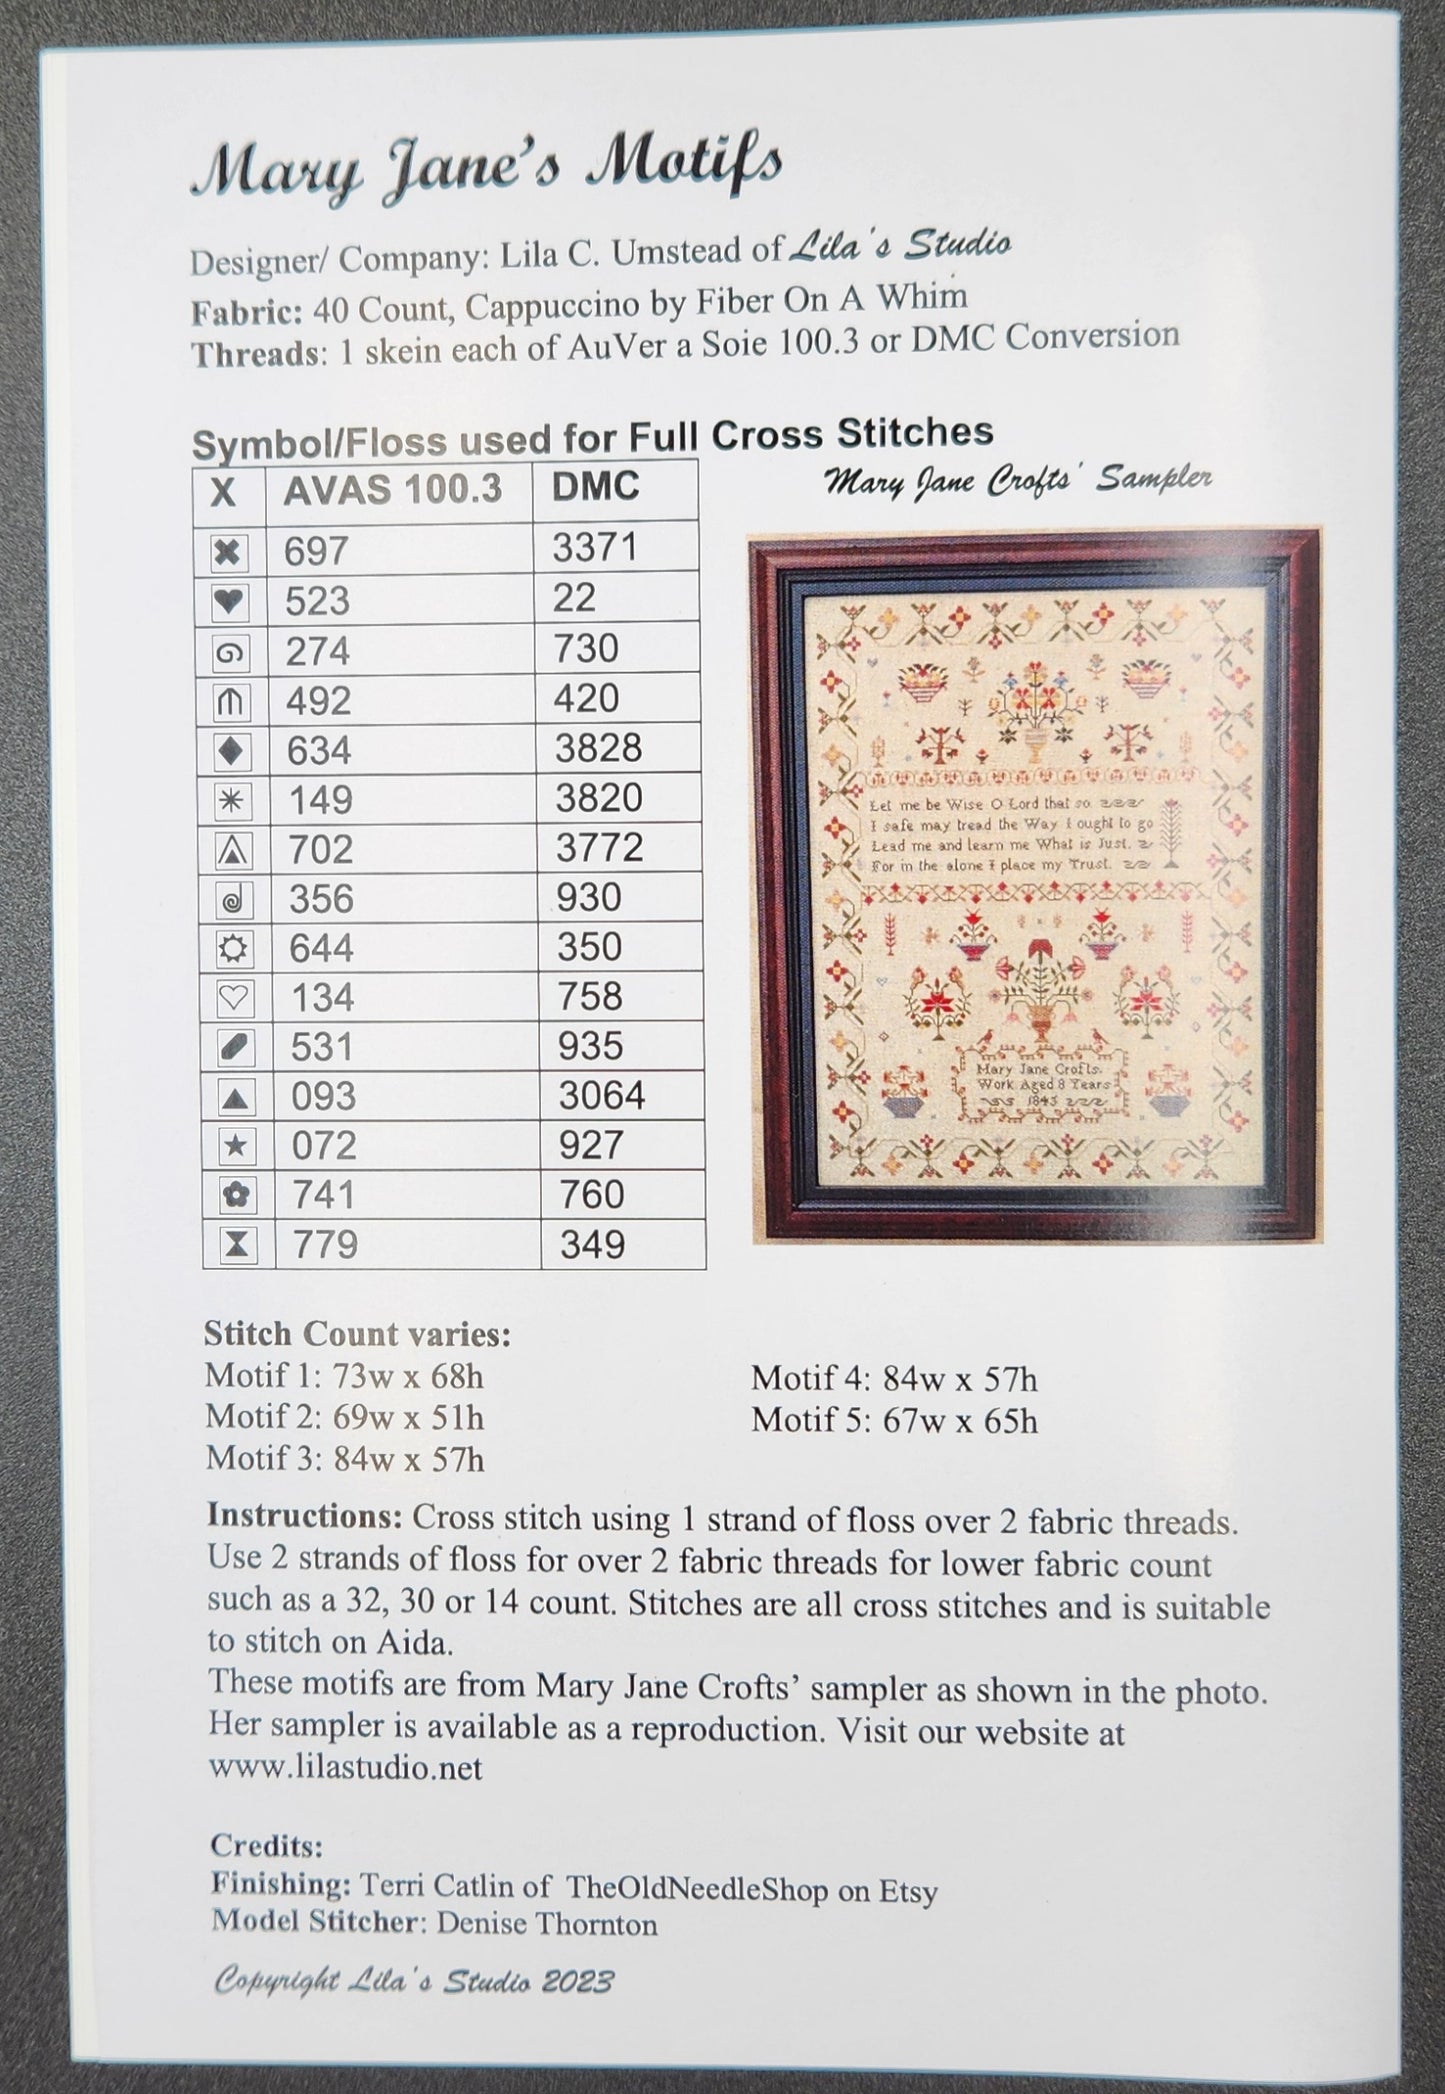 Mary Jane's Motifs
Designer/ Company: Lila C. Umstead of Lila's Studio
Fabric: 40 Count, Cappuccino by Fiber On A Whim
Threads: 1 skein each of AuVer a Soie 100.3 or DMC Conversion
Symbol/Floss used for Full Cross Stitches
X AVAS 100.3 DMC
697 3371
523 22
274 730
492 420
634 3828
149 3820
702 3772
356 930
644 350
134 758
531 935
093 3064
072 927
741 760
779 349
Mary Jane Crofts' Sampler
Let me be Wise O Lord that so
I safe may tread the Way I ought to go
Lead me and learn me What is Just.
For in the alone I place my Trust.
Mary Jane Crofts.
Work Aged 8 Years
1843
Stitch Count varies:
Motif 1: 73w x 68h
Motif 2: 69w x 51h
Motif 3: 84w x 57h
Motif 4: 84w x 57h
Motif 5: 67w x 65h
Instructions: Cross stitch using 1 strand of floss over 2 fabric threads.
Use 2 strands of floss for over 2 fabric threads for lower fabric count
such as a 32, 30 or 14 count. Stitches are all cross stitches and is suitable
to stitch on Aida.
These motifs are from Mary Jane Crofts' sampler as shown in the photo.
Her sampler is available as a reproduction. Visit our website at
www.lilastudio.net
Credits:
Finishing: Terri Catlin of TheOldNeedleShop on Etsy
Model Stitcher: Denise Thornton
Copyright Lila's Studio 2023